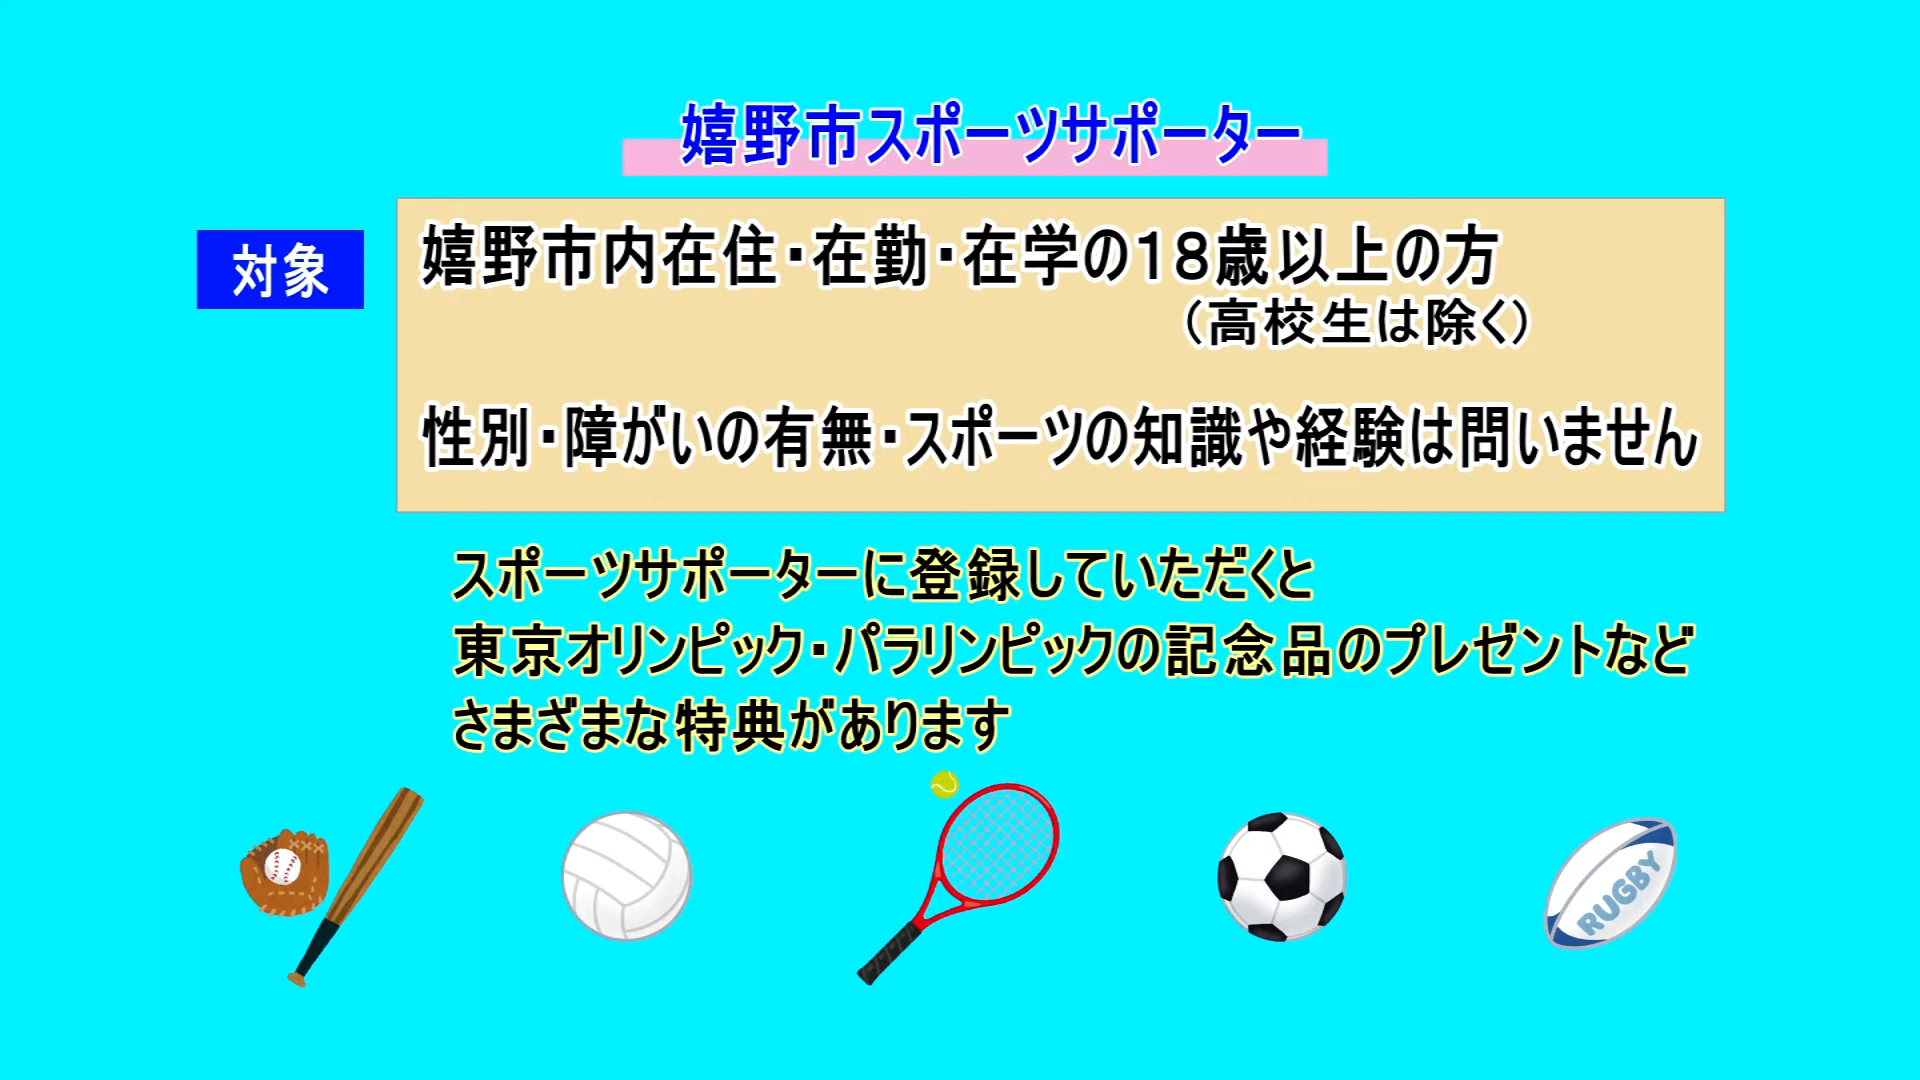 嬉野市スポーツサポーター
対象
嬉野市内在住・在勤・在学の18歳以上の方
（高校生は除く）
性別・障がいの有無・スポーツの知識や経験は問いません
スポーツサポーターに登録していただくと
東京オリンピック・パラリンピックの記念品のプレゼントなど
さまざまな特典があります
RUGBY